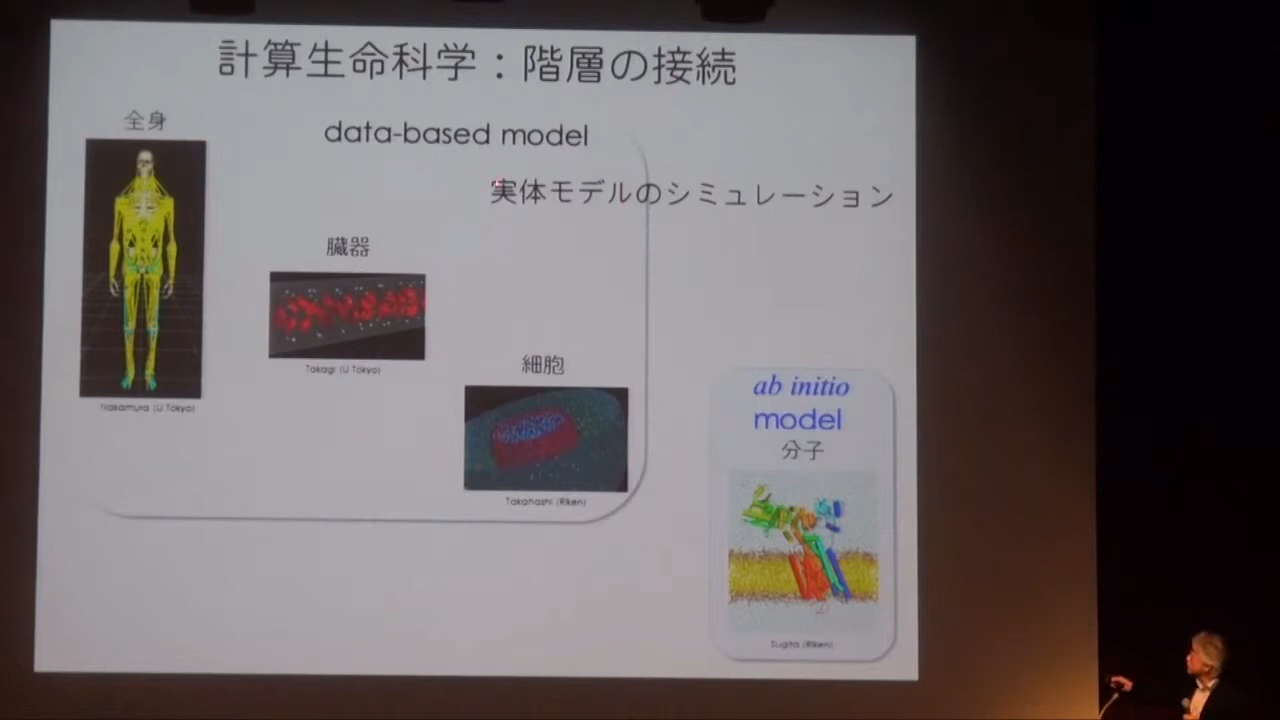 計算生命科学：階層の接続
全身
data-based model
実体モデルのシミュレーション
臓器
Takagi (U Tokyo)
細胞
Nakamura (U.Tokyo)
Takahashi (Riken)
ab initio
model
分子
Sugita (Riken)